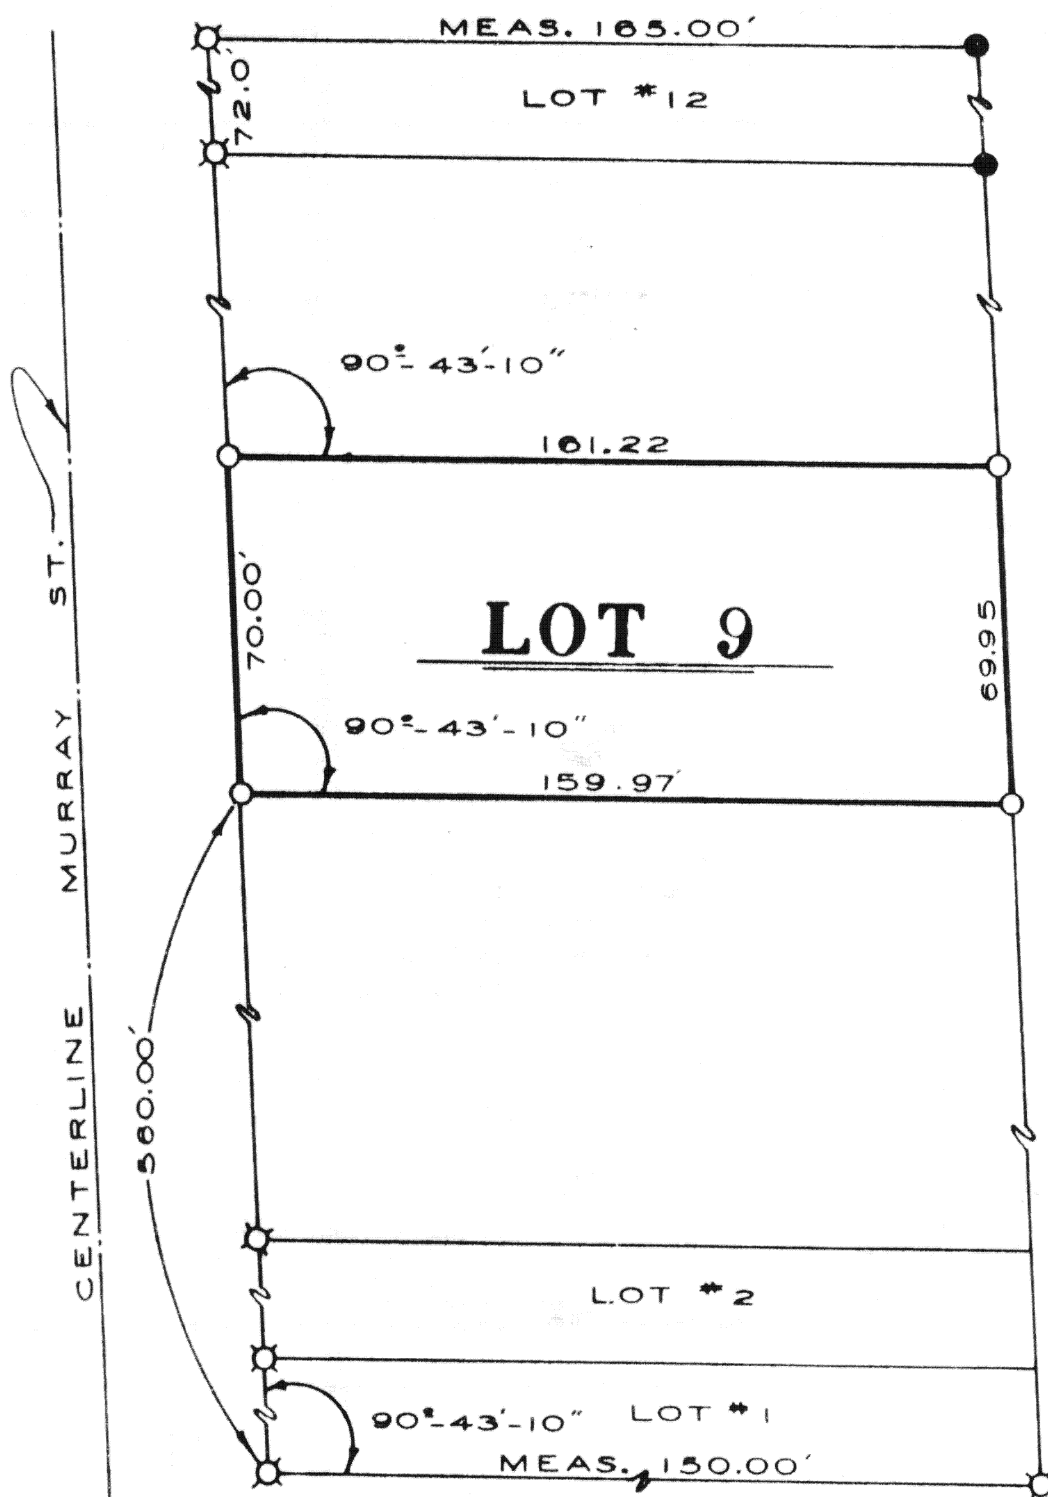 MEAS. 165.00'
72.0'
LOT #12
90°-43'-10"
161.22
ST.
70.00'
LOT 9
69.95
MURRAY
90°-43'-10"
159.97'
CENTERLINE
560.00'
LOT #2
90°-43'-10"
LOT #1
MEAS. 150.00'